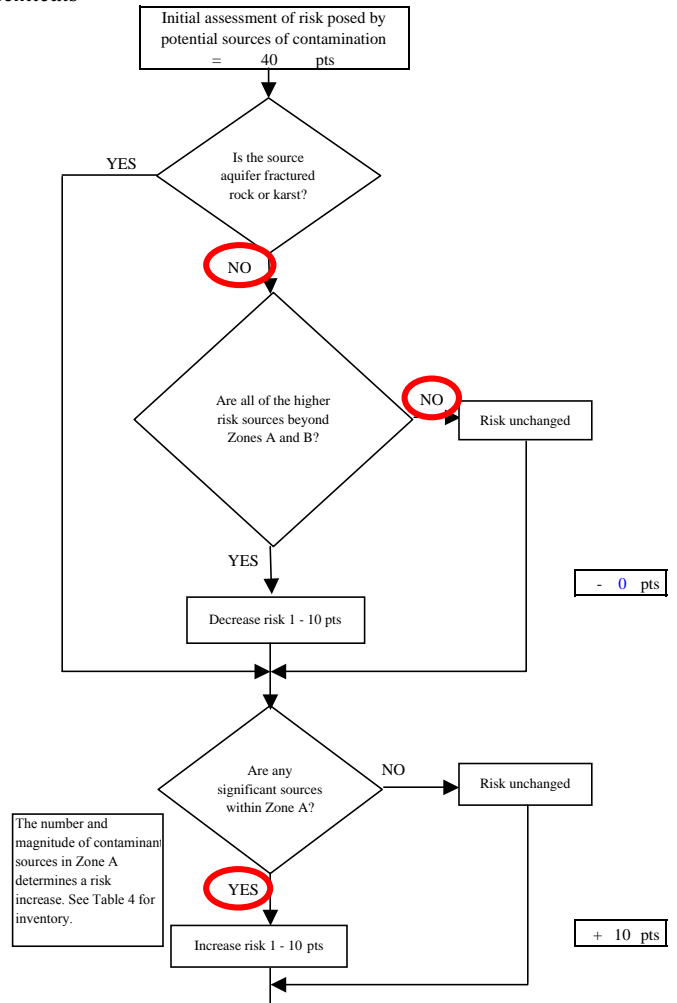 Initial assessment of risk posed by
potential sources of contamination
= 40 pts
YES
Is the source
aquifer fractured
rock or karst?
NO
Are all of the higher
risk sources beyond
Zones A and B?
NO
Risk unchanged
YES
- 0 pts
Decrease risk 1 - 10 pts
Are any
significant sources
within Zone A?
NO
Risk unchanged
The number and
magnitude of contaminant
sources in Zone A
determines a risk
increase. See Table 4 for
inventory.
YES
Increase risk 1 - 10 pts
+ 10 pts